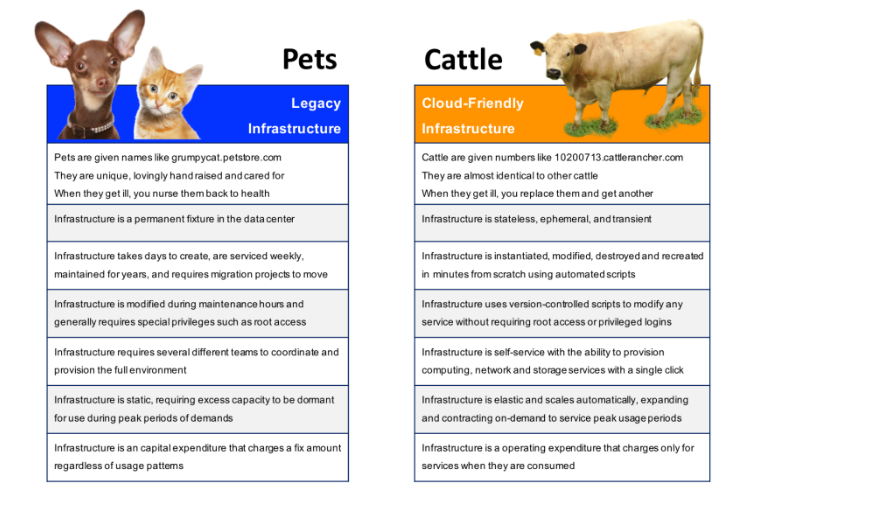 Pets
Legacy
Infrastructure
Pets are given names like grumpycat.petstore.com
They are unique, lovingly hand raised and cared for
When they get ill, you nurse them back to health
Infrastructure is a permanent fixture in the data center
Infrastructure takes days to create, are serviced weekly,
maintained for years, and requires migration projects to move
Infrastructure is modified during maintenance hours and
generally requires special privileges such as root access
Infrastructure requires several different teams to coordinate and
provision the full environment
Infrastructure is static, requiring excess capacity to be dormant
for use during peak periods of demands
Infrastructure is an capital expenditure that charges a fix amount
regardless of usage patterns
Cattle
Cloud-Friendly
Infrastructure
Cattle are given numbers like 10200713.cattlerancher.com
They are almost identical to other cattle
When they get ill, you replace them and get another
Infrastructure is stateless, ephemeral, and transient
Infrastructure is instantiated, modified, destroyed and recreated
in minutes from scratch using automated scripts
Infrastructure uses version-controlled scripts to modify any
service without requiring root access or privileged logins
Infrastructure is self-service with the ability to provision
computing, network and storage services with a single click
Infrastructure is elastic and scales automatically, expanding
and contracting on-demand to service peak usage periods
Infrastructure is a operating expenditure that charges only for
services when they are consumed